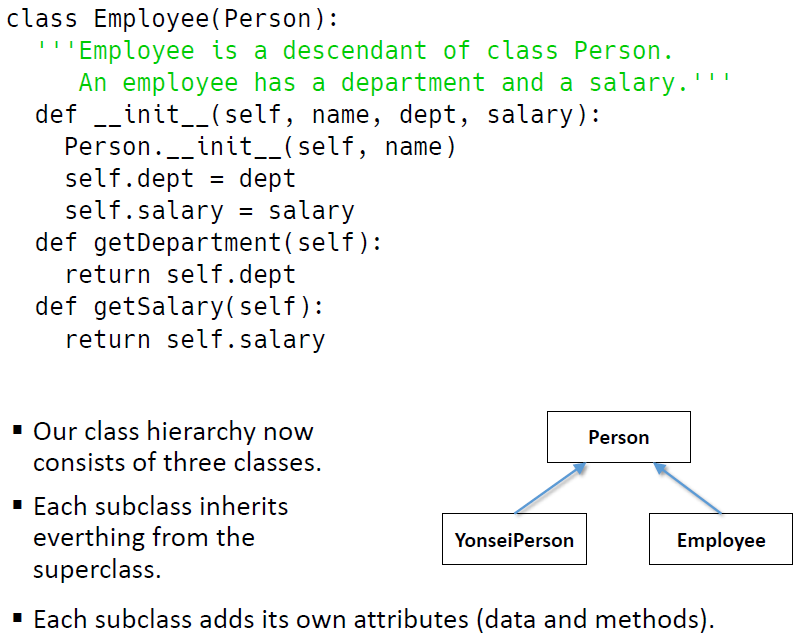 class Employee(Person):
'''Employee is a descendant of class Person.
An employee has a department and a salary.'''
def __init__(self, name, dept, salary):
Person.__init__(self, name)
self.dept = dept
self.salary = salary
def getDepartment(self):
return self.dept
def getSalary(self):
return self.salary
▪ Our class hierarchy now
consists of three classes.
▪ Each subclass inherits
everthing from the
superclass.
▪ Each subclass adds its own attributes (data and methods).
Person
YonseiPerson
Employee